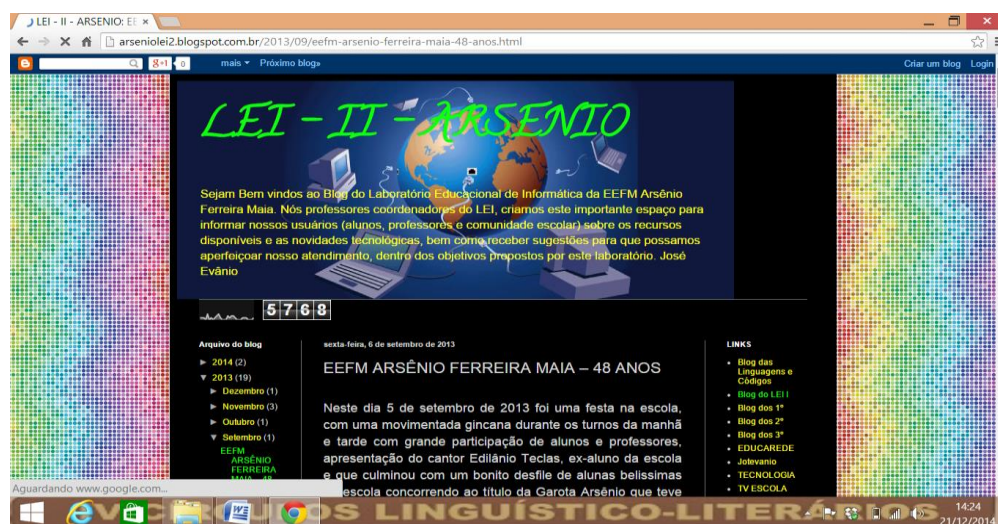 LEI - II - ARSENIO: EE
arseniolei2.blogspot.com.br/2013/09/eefm-arsenio-ferreira-maia-48-anos.html
8+1 0 mais Próximo blog» Criar um blog Login
LEI - II - ARSENIO
Sejam Bem vindos ao Blog do Laboratório Educacional de Informática da EEFM Arsênio
Ferreira Maia. Nós professores coordenadores do LEI, criamos este importante espaço para
informar nossos usuários (alunos, professores e comunidade escolar) sobre os recursos
disponíveis e as novidades tecnológicas, bem como receber sugestões para que possamos
aperfeiçoar nosso atendimento, dentro dos objetivos propostos por este laboratório. José
Evânio
5768
Arquivo do blog
► 2014 (2)
▼ 2013 (19)
► Dezembro (1)
► Novembro (3)
► Outubro (1)
▼ Setembro (1)
EEFM
ARSÊNIO
FERREIRA
MAIA – 48
sexta-feira, 6 de setembro de 2013
EEFM ARSÊNIO FERREIRA MAIA – 48 ANOS
Neste dia 5 de setembro de 2013 foi uma festa na escola,
com uma movimentada gincana durante os turnos da manhã
e tarde com grande participação de alunos e professores,
apresentação do cantor Edilânio Teclas, ex-aluno da escola
e que culminou com um bonito desfile de alunas belissimas
escola concorrendo ao título da Garota Arsênio que teve
LINKS
Blog das
Linguagens e
Códigos
Blog do LEI I
Blog dos 1º
Blog dos 2º
Blog dos 3º
EDUCAREDE
Jotevanio
TECNOLOGIA
TV ESCOLA
Aguardando www.google.com...
LINGUÍSTICO-LITER
14:24
21/12/2014